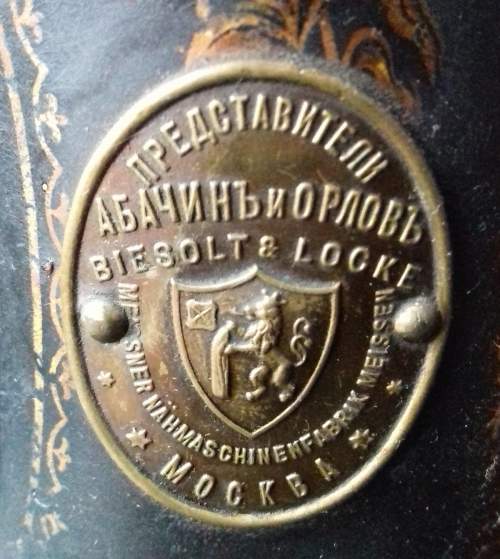 ПРЕДСТАВИТЕЛИ
АБАЧИНЪ и ОРЛОВЪ
BIESOLT & LOCKE
MEISSNER NÄHMASCHINENFABRIK MEISSEN
МОСКВА